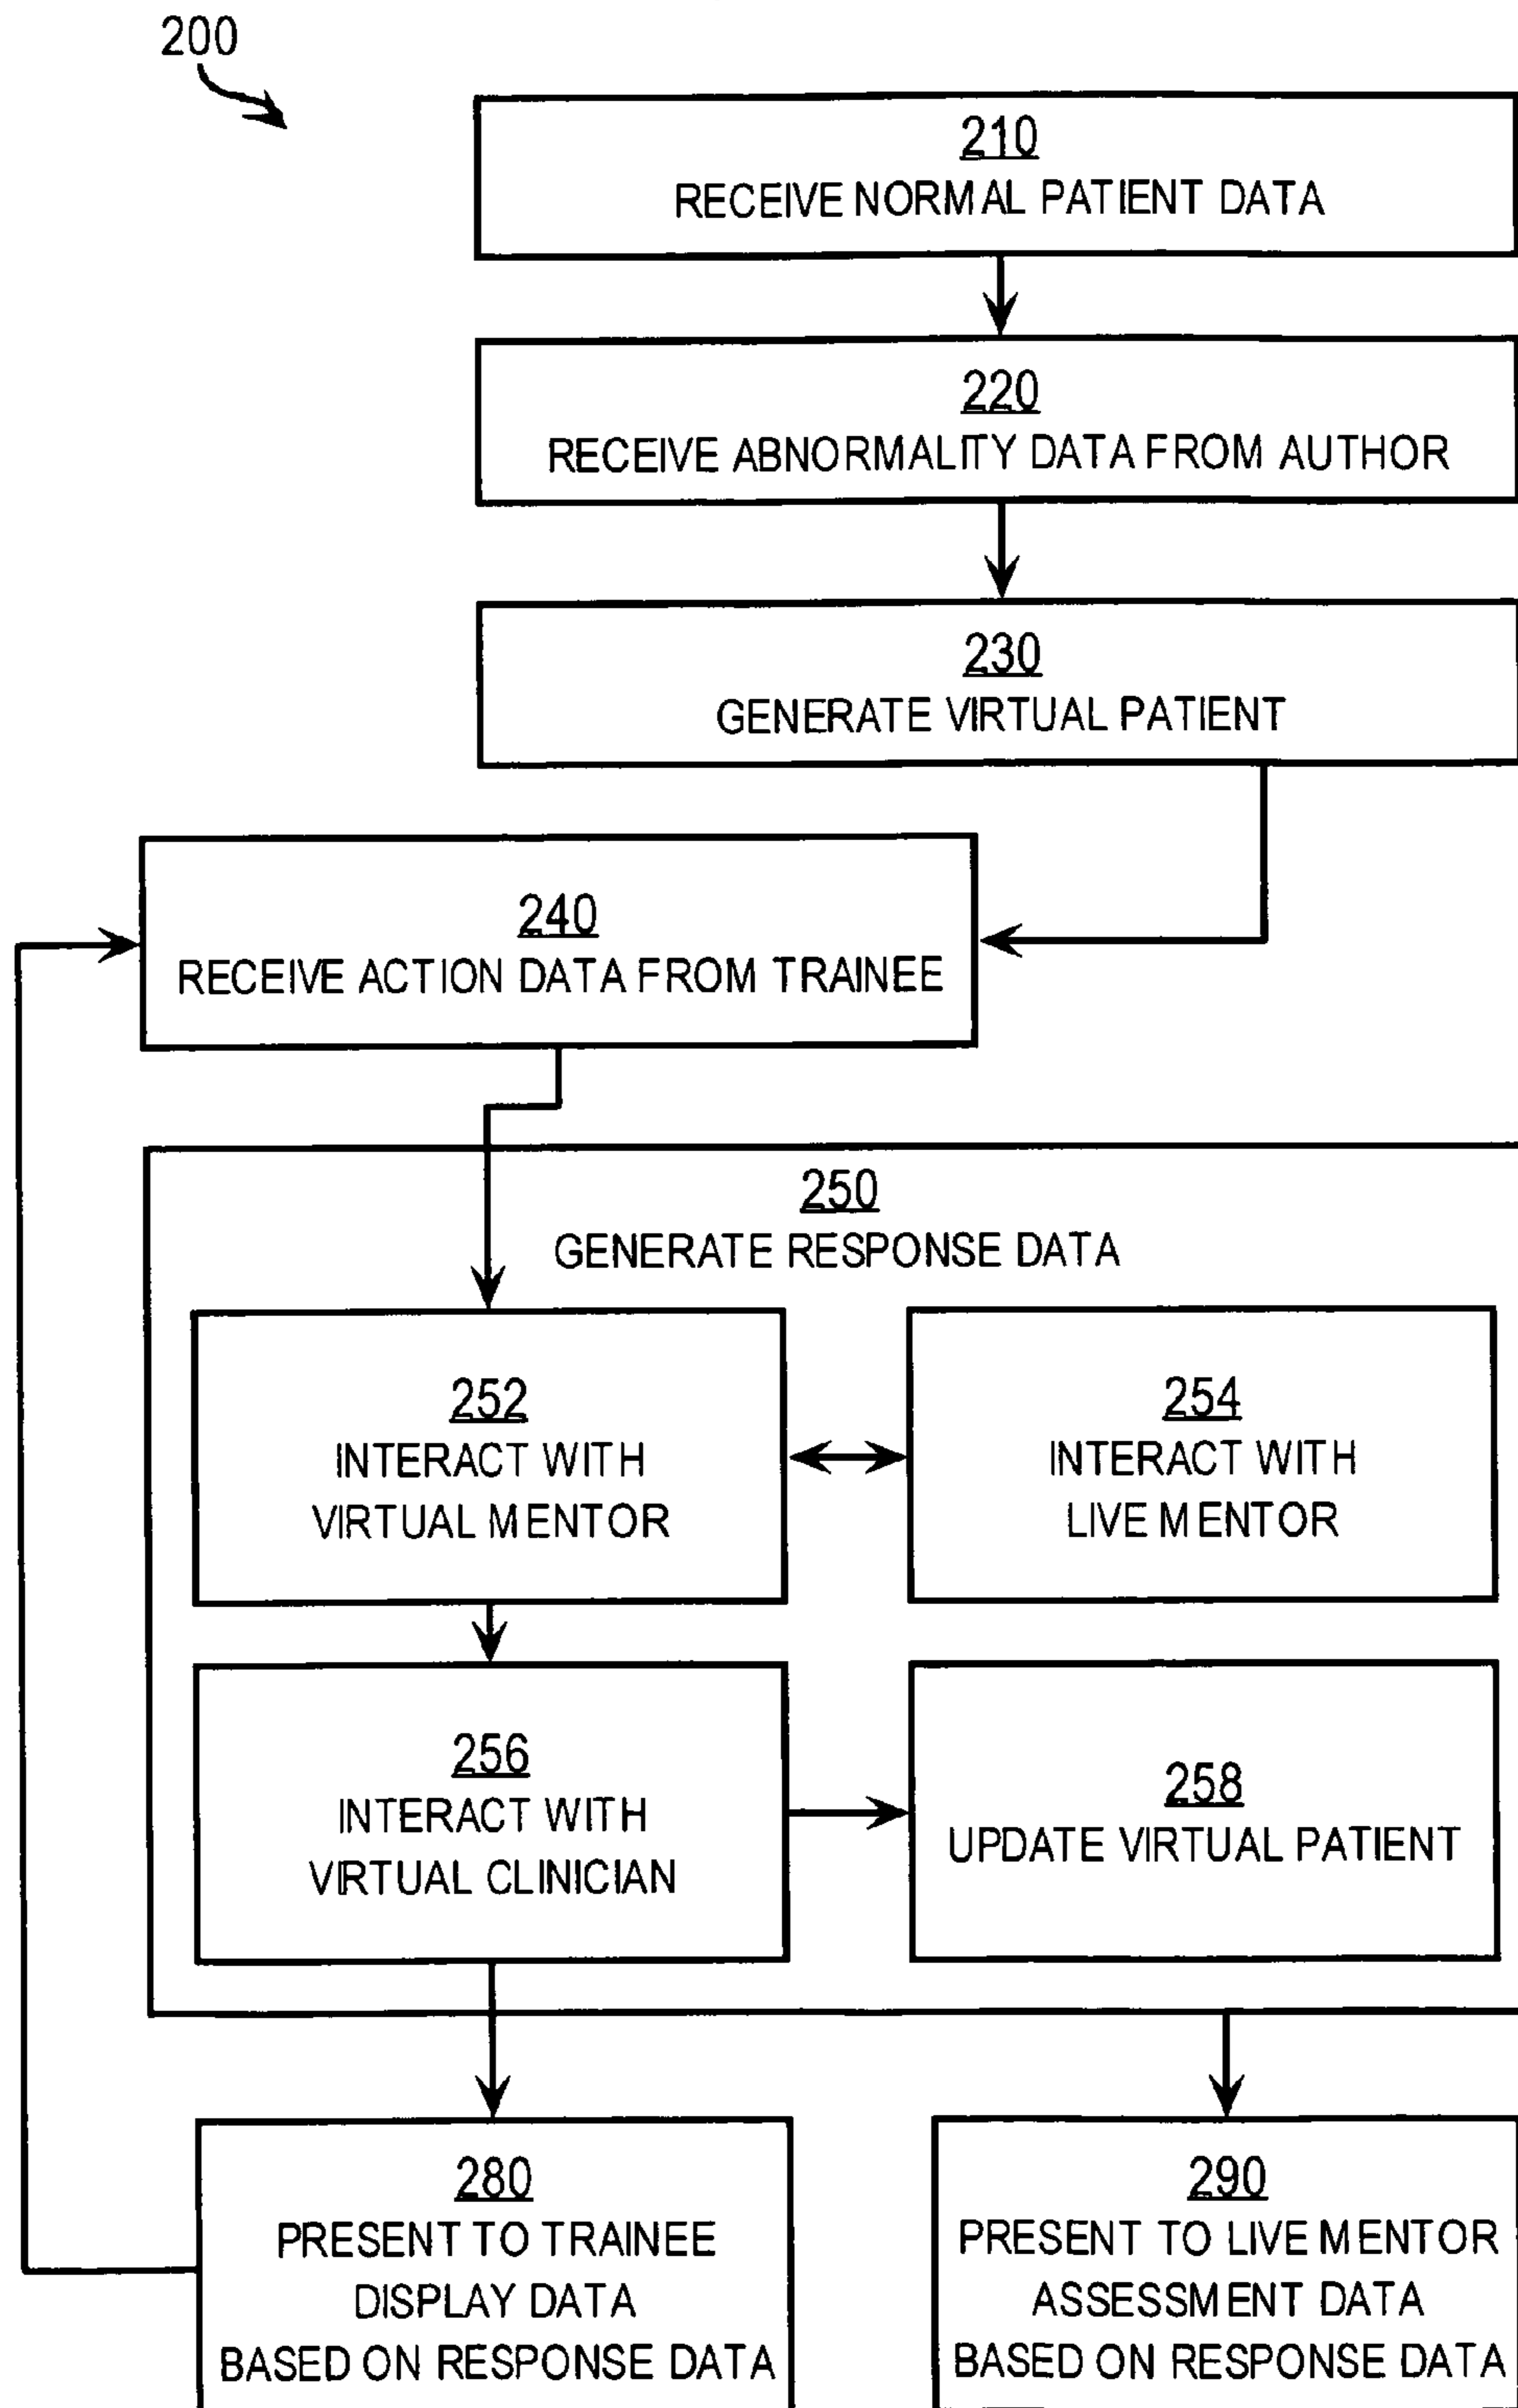 200
210
RECEIVE NORMAL PATIENT DATA
220
RECEIVE ABNORMALITY DATA FROM AUTHOR
230
GENERATE VIRTUAL PATIENT
240
RECEIVE ACTION DATA FROM TRAINEE
250
GENERATE RESPONSE DATA
252
INTERACT WITH
VIRTUAL MENTOR
254
INTERACT WITH
LIVE MENTOR
256
INTERACT WITH
VIRTUAL CLINICIAN
258
UPDATE VIRTUAL PATIENT
280
PRESENT TO TRAINEE
DISPLAY DATA
BASED ON RESPONSE DATA
290
PRESENT TO LIVE MENTOR
ASSESSMENT DATA
BASED ON RESPONSE DATA